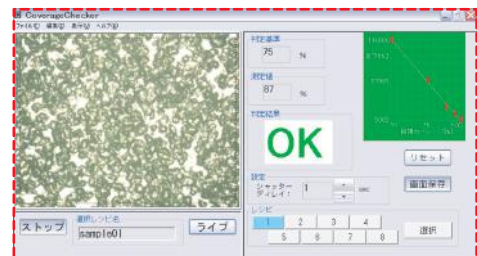 CoverageChecker
ファイル(F) 編集(E) 表示(V) ヘルプ(H)
判定基準
75 %
測定値
87 %
判定結果
OK
設定
シャッター
ディレイ: 1 sec
リセット
画面保存
レシピ
1 2 3 4
5 6 7 8
選択
ストップ
選択レシピ名
sample01
ライブ